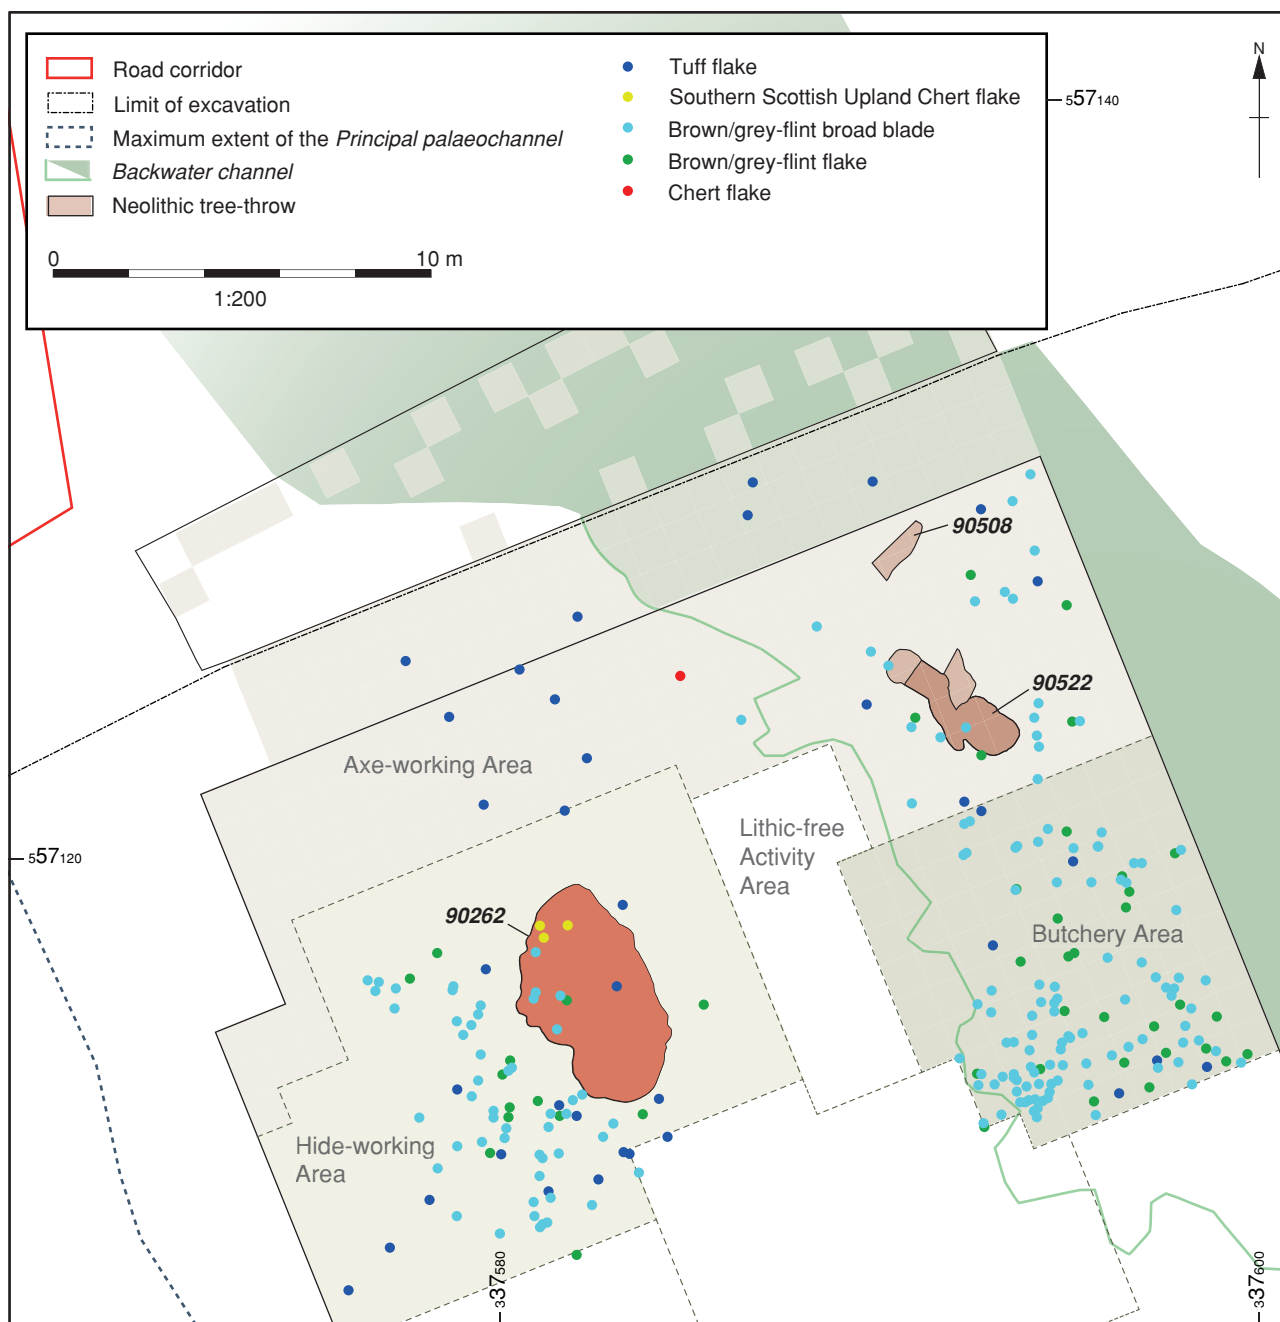 Road corridor
Limit of excavation
Maximum extent of the Principal palaeochannel
Backwater channel
Neolithic tree-throw
0 10 m
1:200
Tuff flake
Southern Scottish Upland Chert flake
Brown/grey-flint broad blade
Brown/grey-flint flake
Chert flake
N
557140
90508
90522
Axe-working Area
Lithic-free
Activity
Area
557120
90262
Butchery Area
Hide-working
Area
337580
337600